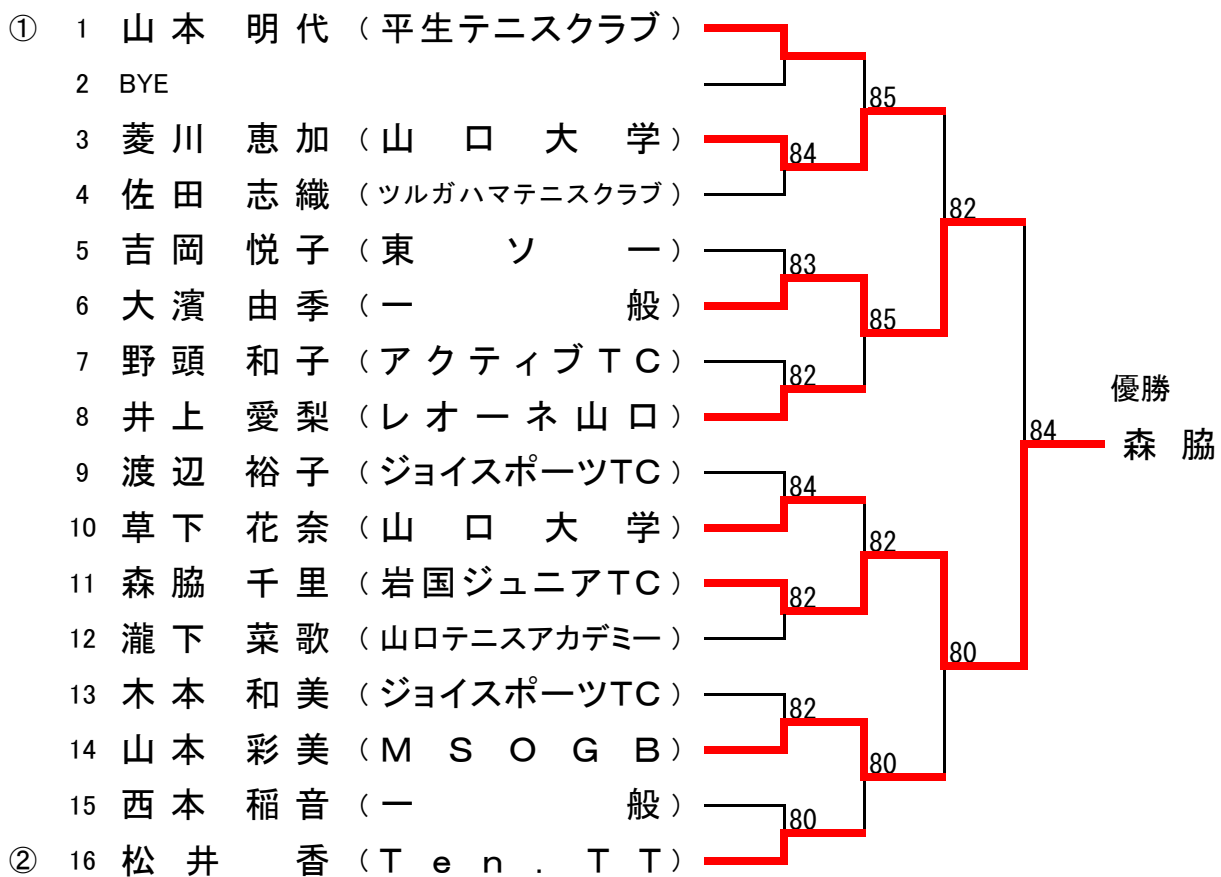 ① 1 山本 明代 (平生テニスクラブ)
2 BYE
85
3 菱川 恵加 (山口大学)
84
4 佐田 志織 (ツルガハマテニスクラブ)
82
5 吉岡 悦子 (東ソー)
83
6 大濱 由季 (一般)
85
7 野頭 和子 (アクティブTC)
82
優勝
8 井上 愛梨 (レオーネ山口)
84
森脇
9 渡辺 裕子 (ジョイスポーツTC)
84
10 草下 花奈 (山口大学)
82
11 森脇 千里 (岩国ジュニアTC)
82
12 瀧下 菜歌 (山口テニスアカデミー)
80
13 木本 和美 (ジョイスポーツTC)
82
14 山本 彩美 (MSOGB)
80
15 西本 稲音 (一般)
80
② 16 松井 香 (Ten.TT)